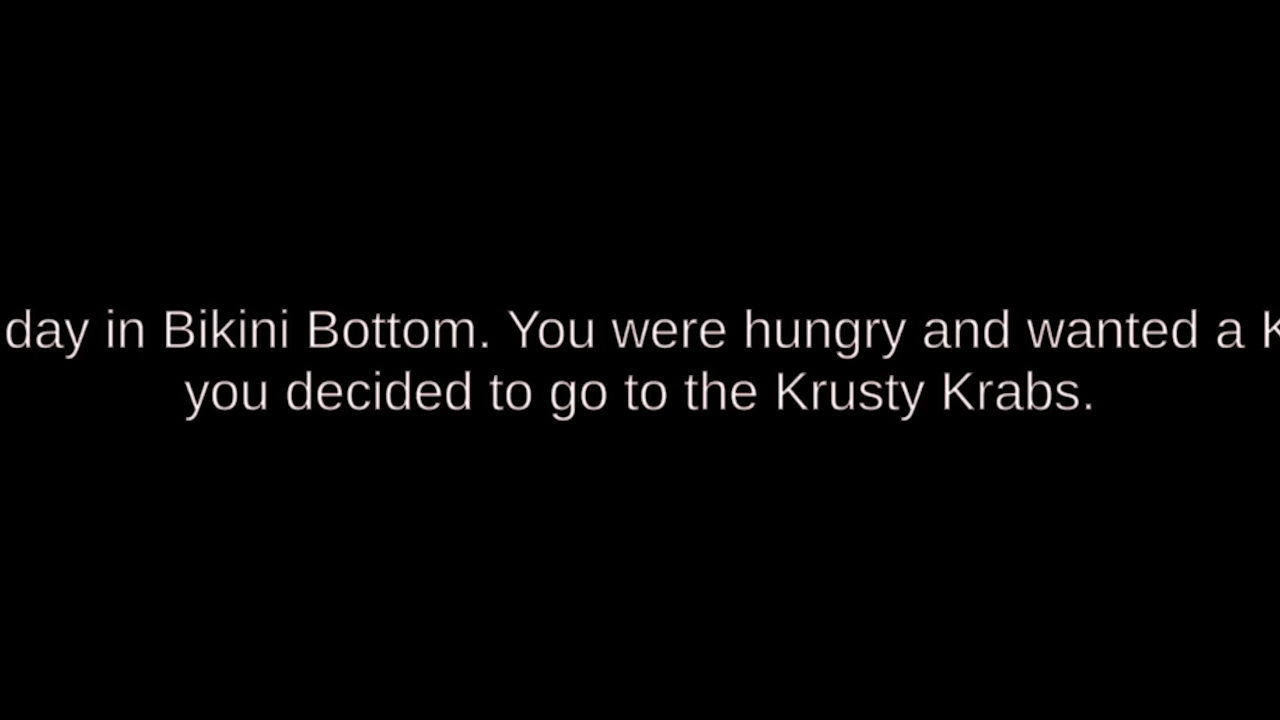 day in Bikini Bottom. You were hungry and wanted a
you decided to go to the Krusty Krabs.